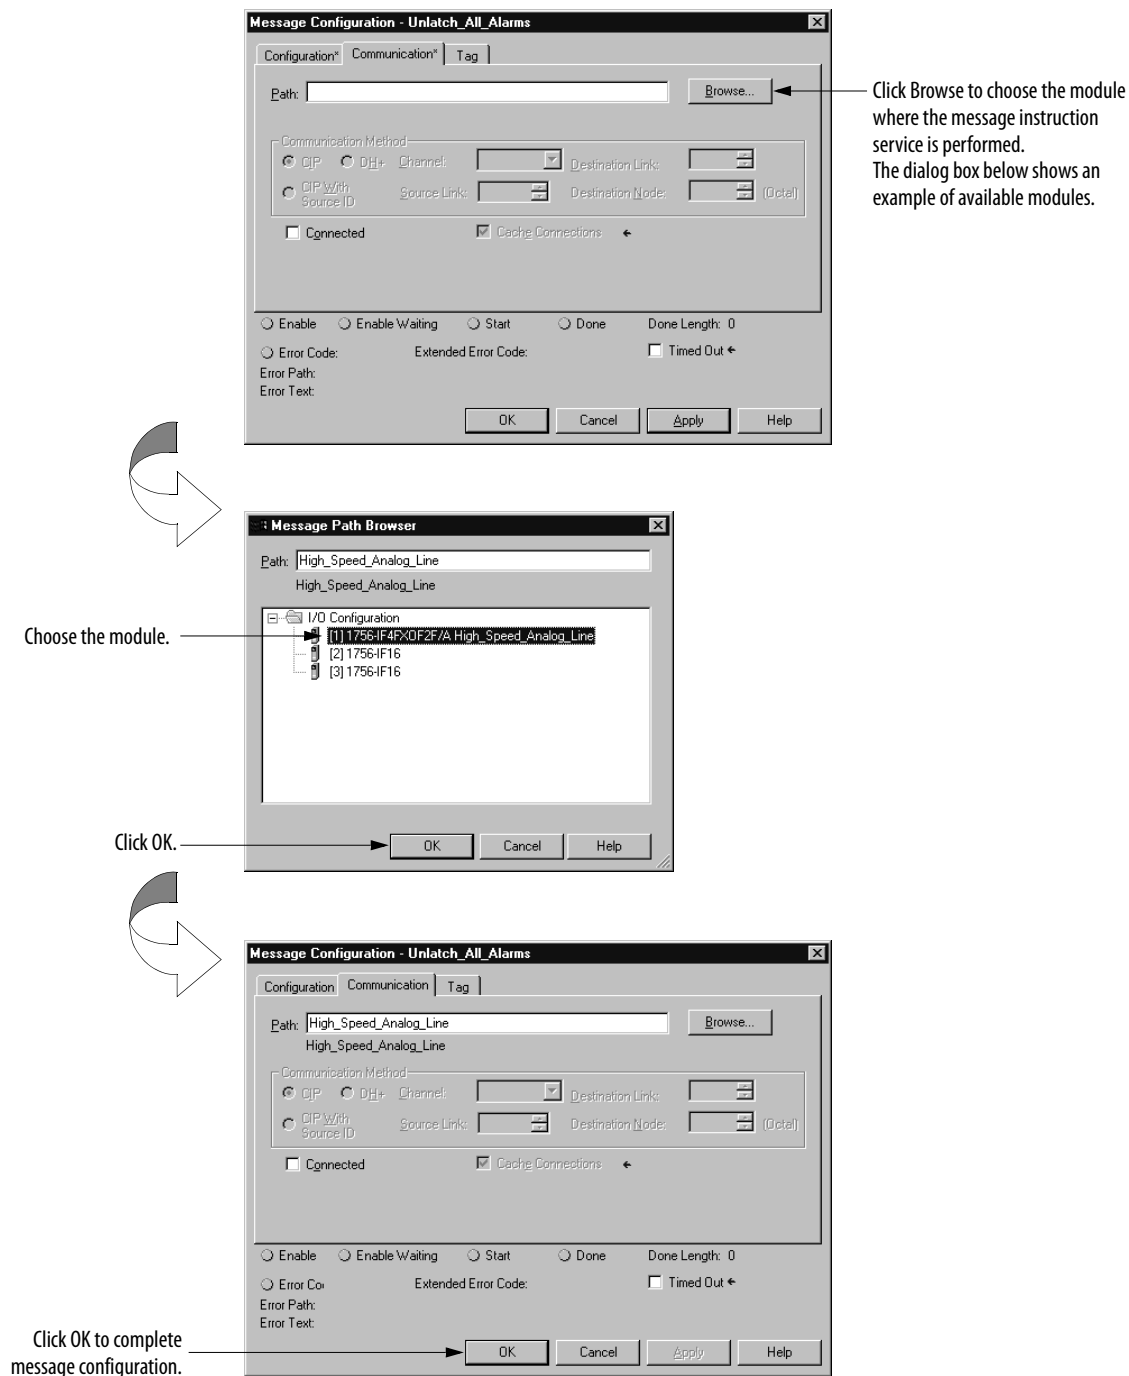 Message Configuration - Unlatch_All_Alarms
Configuration* Communication* Tag
Path: Browse...
Click Browse to choose the module
where the message instruction
service is performed.
The dialog box below shows an
example of available modules.
Communication Method
CIP DH+ Channel: Destination Link:
CIP With
Source ID Source Link: Destination Node: (Octal)
Connected Cache Connections
Enable Enable Waiting Start Done Done Length: 0
Error Code: Extended Error Code: Timed Out
Error Path:
Error Text:
OK Cancel Apply Help
Message Path Browser
Path: High_Speed_Analog_Line
High_Speed_Analog_Line
I/O Configuration
Choose the module.
[1] 1756-IF4FXOF2F/A High_Speed_Analog_Line
[2] 1756-IF16
[3] 1756-IF16
Click OK.
OK Cancel Help
Message Configuration - Unlatch_All_Alarms
Configuration Communication Tag
Path: High_Speed_Analog_Line Browse...
High_Speed_Analog_Line
Communication Method
CIP DH+ Channel: Destination Link:
CIP With
Source ID Source Link: Destination Node: (Octal)
Connected Cache Connections
Enable Enable Waiting Start Done Done Length: 0
Error Co Extended Error Code: Timed Out
Error Path:
Error Text:
Click OK to complete
message configuration.
OK Cancel Apply Help